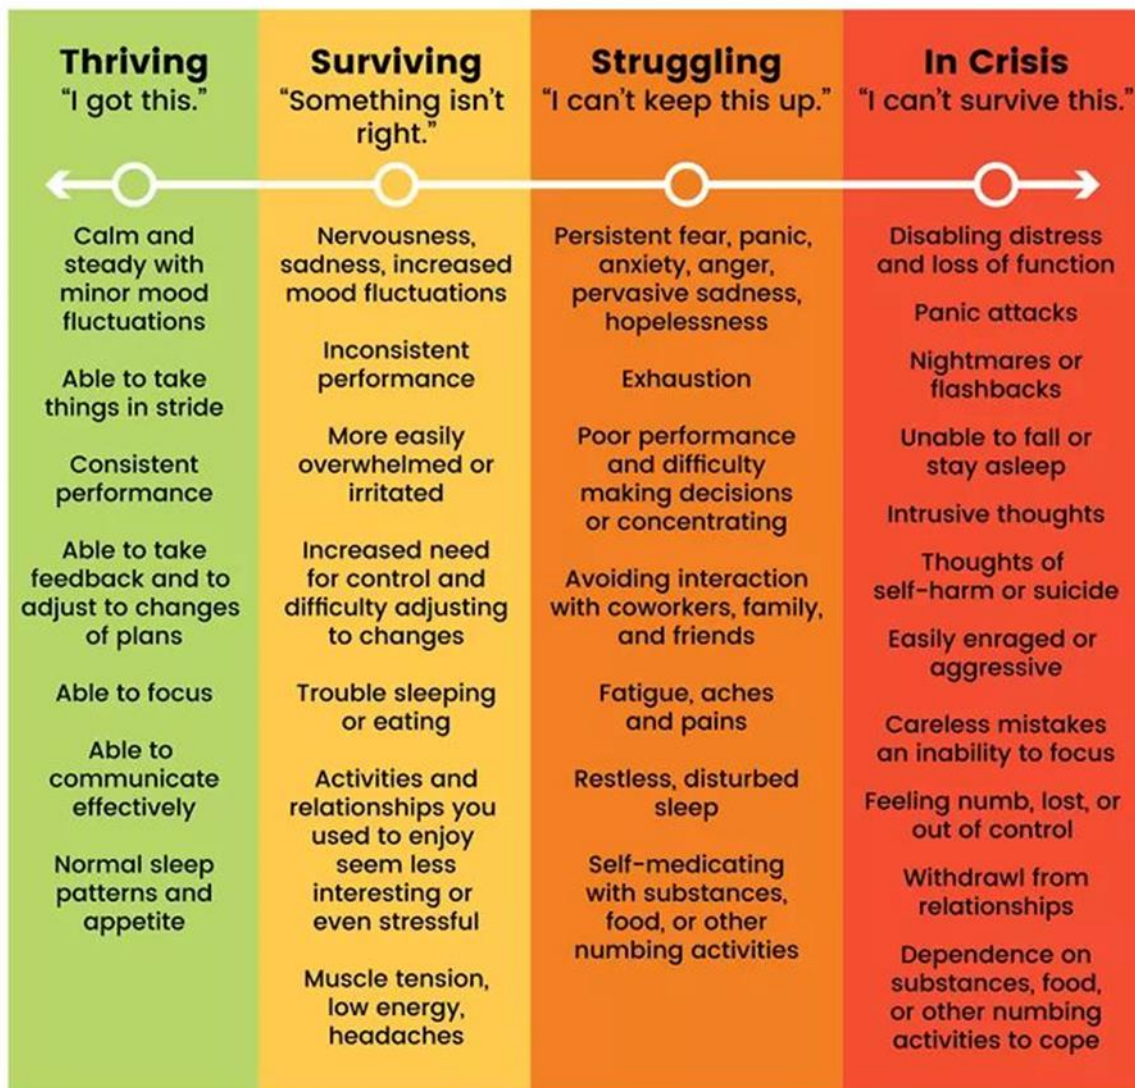 Thriving
“I got this.”
Calm and
steady with
minor mood
fluctuations
Able to take
things in stride
Consistent
performance
Able to take
feedback and to
adjust to changes
of plans
Able to focus
Able to
communicate
effectively
Normal sleep
patterns and
appetite
Surviving
“Something isn’t
right.”
Nervousness,
sadness, increased
mood fluctuations
Inconsistent
performance
More easily
overwhelmed or
irritated
Increased need
for control and
difficulty adjusting
to changes
Trouble sleeping
or eating
Activities and
relationships you
used to enjoy
seem less
interesting or
even stressful
Muscle tension,
low energy,
headaches
Struggling
“I can’t keep this up.”
Persistent fear, panic,
anxiety, anger,
pervasive sadness,
hopelessness
Exhaustion
Poor performance
and difficulty
making decisions
or concentrating
Avoiding interaction
with coworkers, family,
and friends
Fatigue, aches
and pains
Restless, disturbed
sleep
Self-medicating
with substances,
food, or other
numbing activities
In Crisis
“I can’t survive this.”
Disabling distress
and loss of function
Panic attacks
Nightmares or
flashbacks
Unable to fall or
stay asleep
Intrusive thoughts
Thoughts of
self-harm or suicide
Easily enraged or
aggressive
Careless mistakes
an inability to focus
Feeling numb, lost, or
out of control
Withdrawl from
relationships
Dependence on
substances, food,
or other numbing
activities to cope